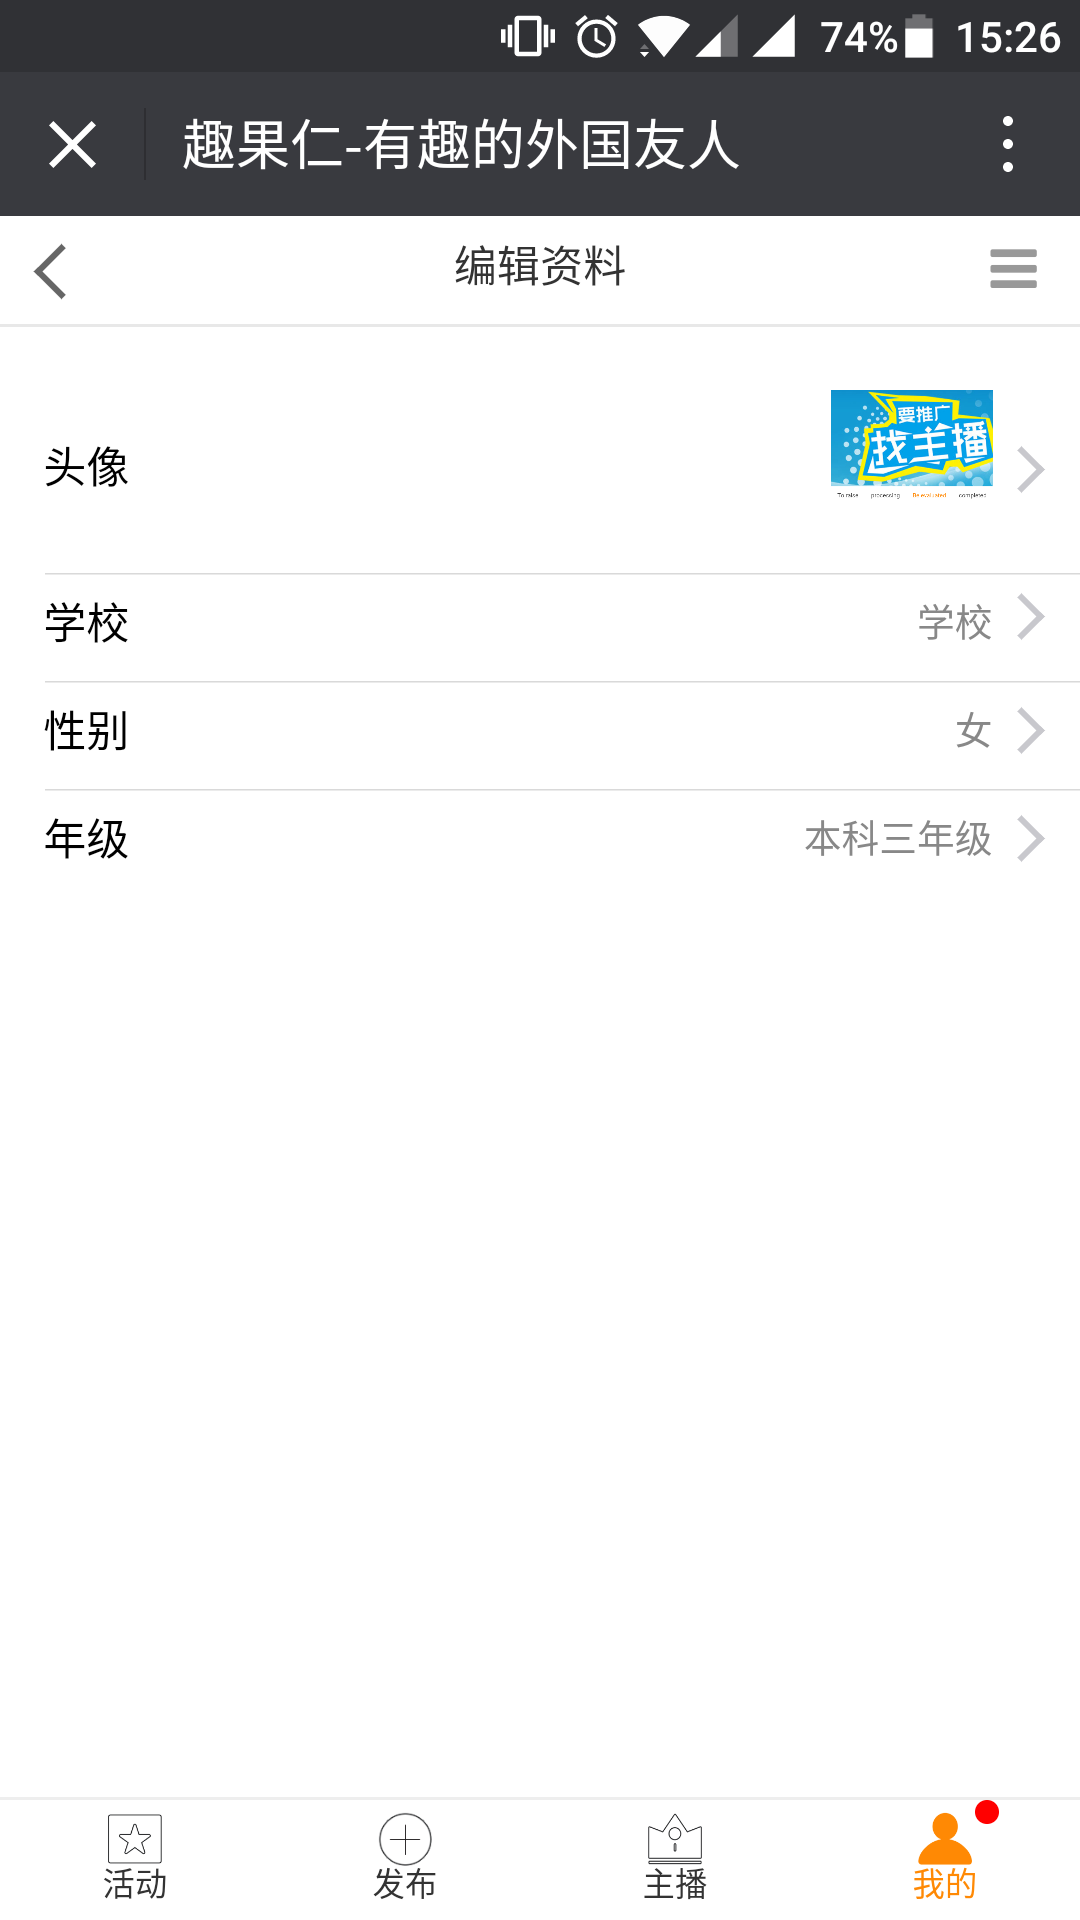 74% 15:26
趣果仁-有趣的外国友人
编辑资料
头像
要推广
找主播
To raise processing Be evaluated completed
学校 学校
性别 女
年级 本科三年级
活动 发布 主播 我的